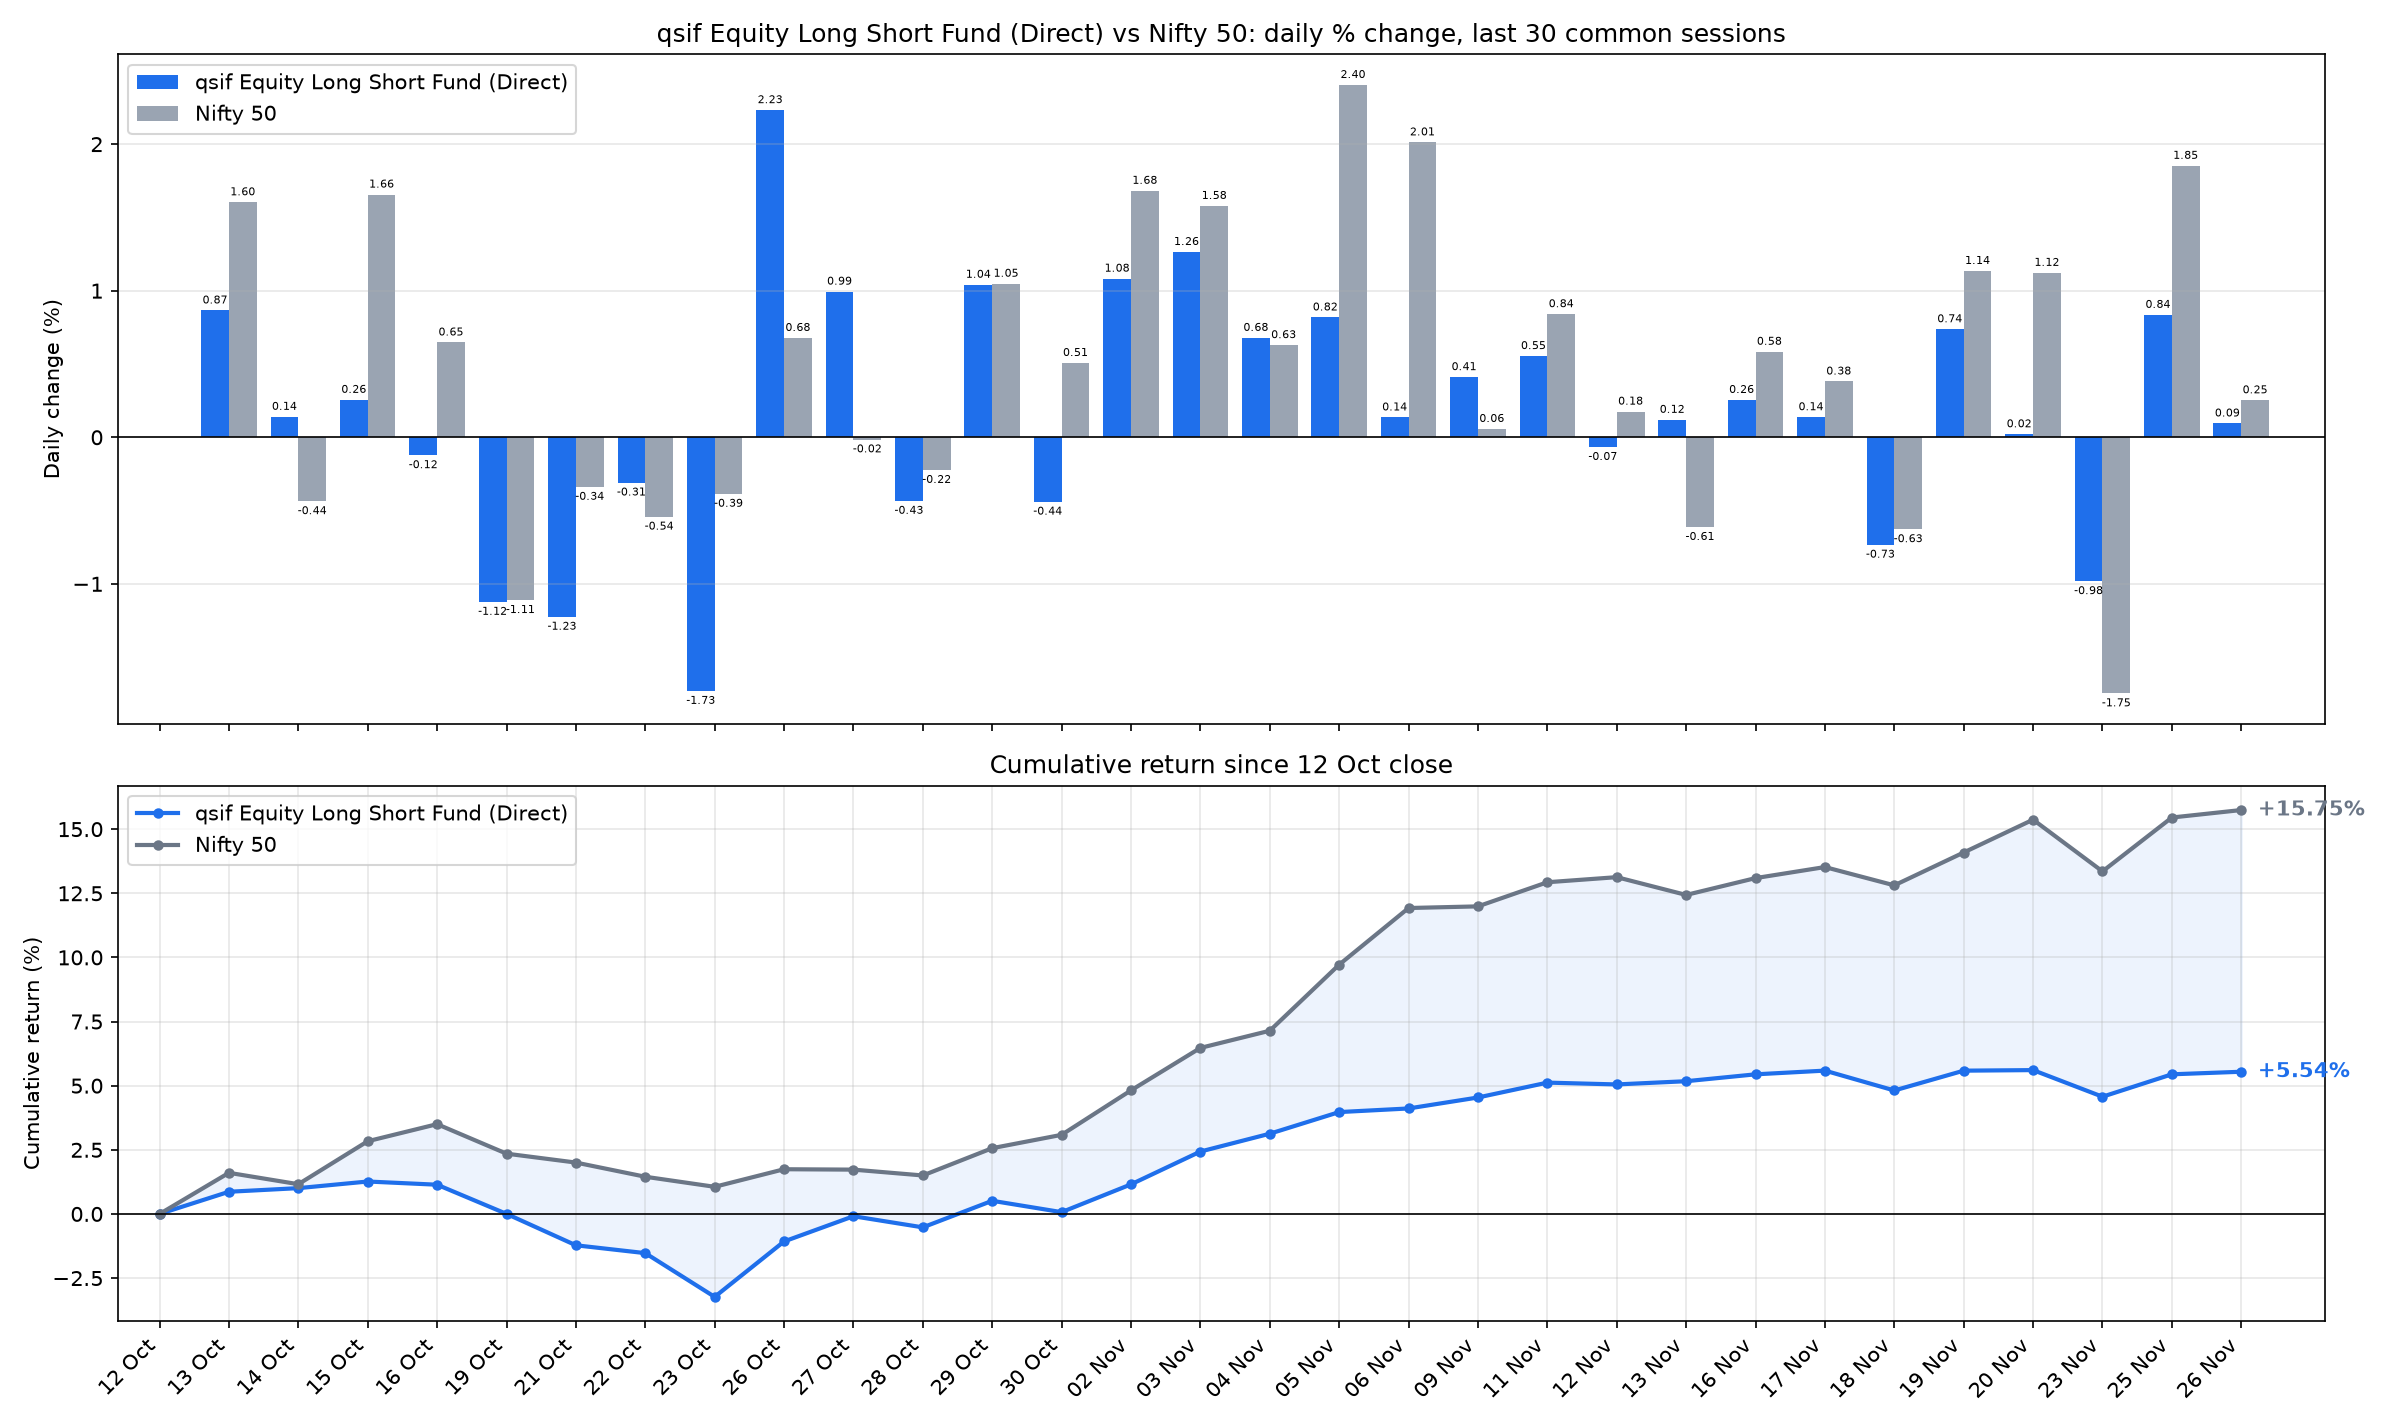 qsif Equity Long Short Fund (Direct) vs Nifty 50: daily % change, last 30 common sessions
qsif Equity Long Short Fund (Direct)
Nifty 50
Daily change (%)
2
1
0
−1
0.87
1.60
0.14
-0.44
0.26
1.66
-0.12
0.65
-1.12
-1.11
-1.23
-0.34
-0.31
-0.54
-1.73
-0.39
2.23
0.68
0.99
-0.02
-0.43
-0.22
1.04
1.05
-0.44
0.51
1.08
1.68
1.26
1.58
0.68
0.63
0.82
2.40
0.14
2.01
0.41
0.06
0.55
0.84
-0.07
0.18
0.12
-0.61
0.26
0.58
0.14
0.38
-0.73
-0.63
0.74
1.14
0.02
1.12
-0.98
-1.75
0.84
1.85
0.09
0.25
Cumulative return since 12 Oct close
qsif Equity Long Short Fund (Direct)
Nifty 50
Cumulative return (%)
15.0
12.5
10.0
7.5
5.0
2.5
0.0
−2.5
+15.75%
+5.54%
12 Oct
13 Oct
14 Oct
15 Oct
16 Oct
19 Oct
21 Oct
22 Oct
23 Oct
26 Oct
27 Oct
28 Oct
29 Oct
30 Oct
02 Nov
03 Nov
04 Nov
05 Nov
06 Nov
09 Nov
11 Nov
12 Nov
13 Nov
16 Nov
17 Nov
18 Nov
19 Nov
20 Nov
23 Nov
25 Nov
26 Nov